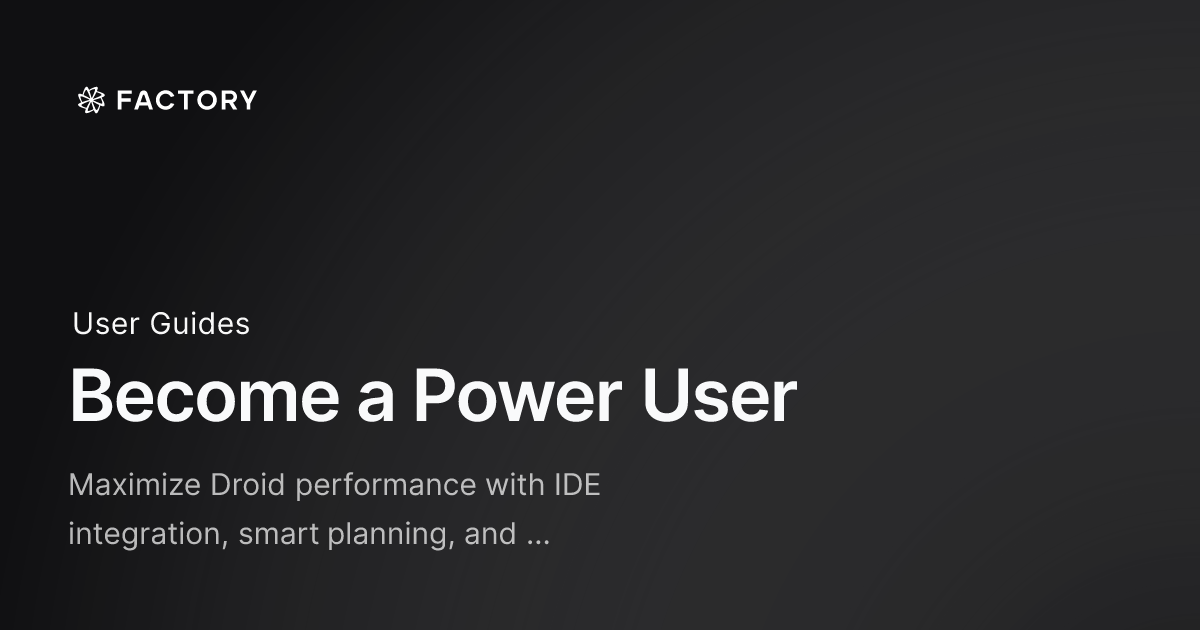 FACTORY
User Guides
Become a Power User
Maximize Droid performance with IDE
integration, smart planning, and ...